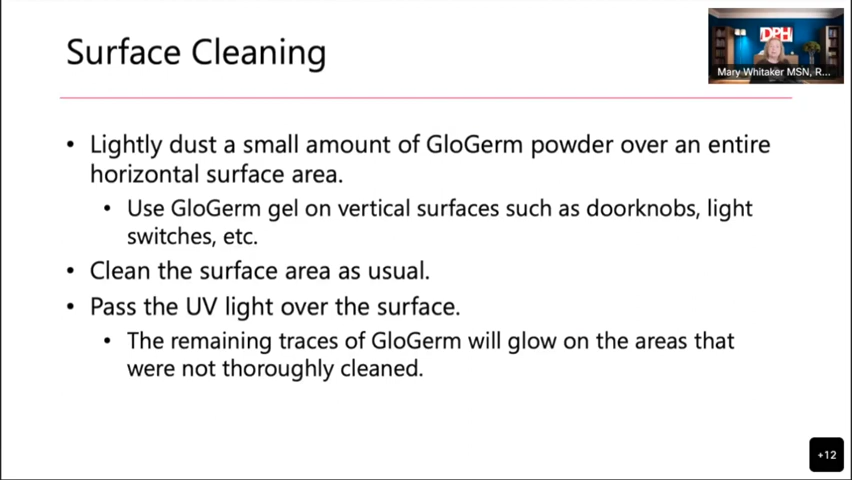 Surface Cleaning
DPH
Mary Whitaker MSN, R...
• Lightly dust a small amount of GloGerm powder over an entire
horizontal surface area.
• Use GloGerm gel on vertical surfaces such as doorknobs, light
switches, etc.
• Clean the surface area as usual.
• Pass the UV light over the surface.
• The remaining traces of GloGerm will glow on the areas that
were not thoroughly cleaned.
+12